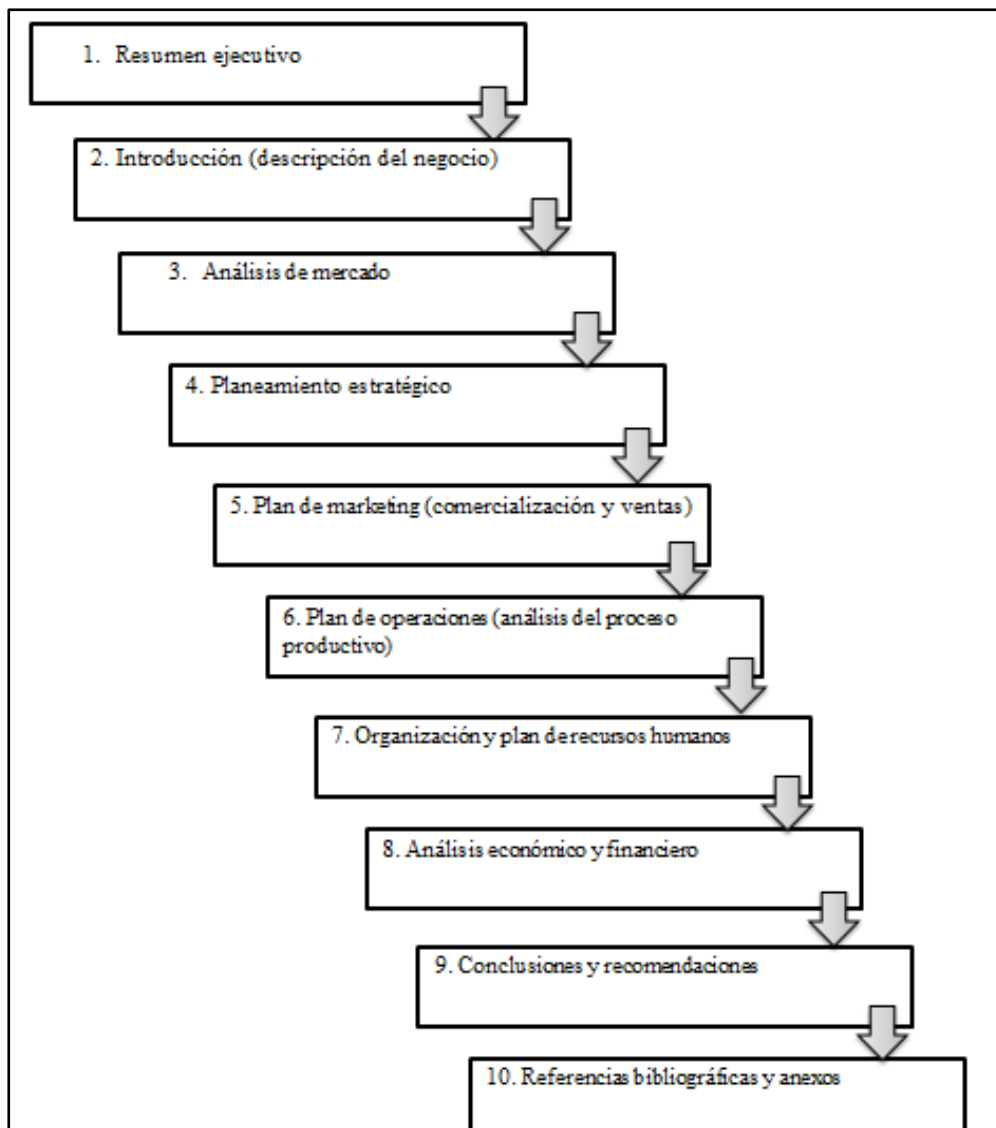 1. Resumen ejecutivo
2. Introducción (descripción del negocio)
3. Análisis de mercado
4. Planeamiento estratégico
5. Plan de marketing (comercialización y ventas)
6. Plan de operaciones (análisis del proceso
productivo)
7. Organización y plan de recursos humanos
8. Análisis económico y financiero
9. Conclusiones y recomendaciones
10. Referencias bibliográficas y anexos